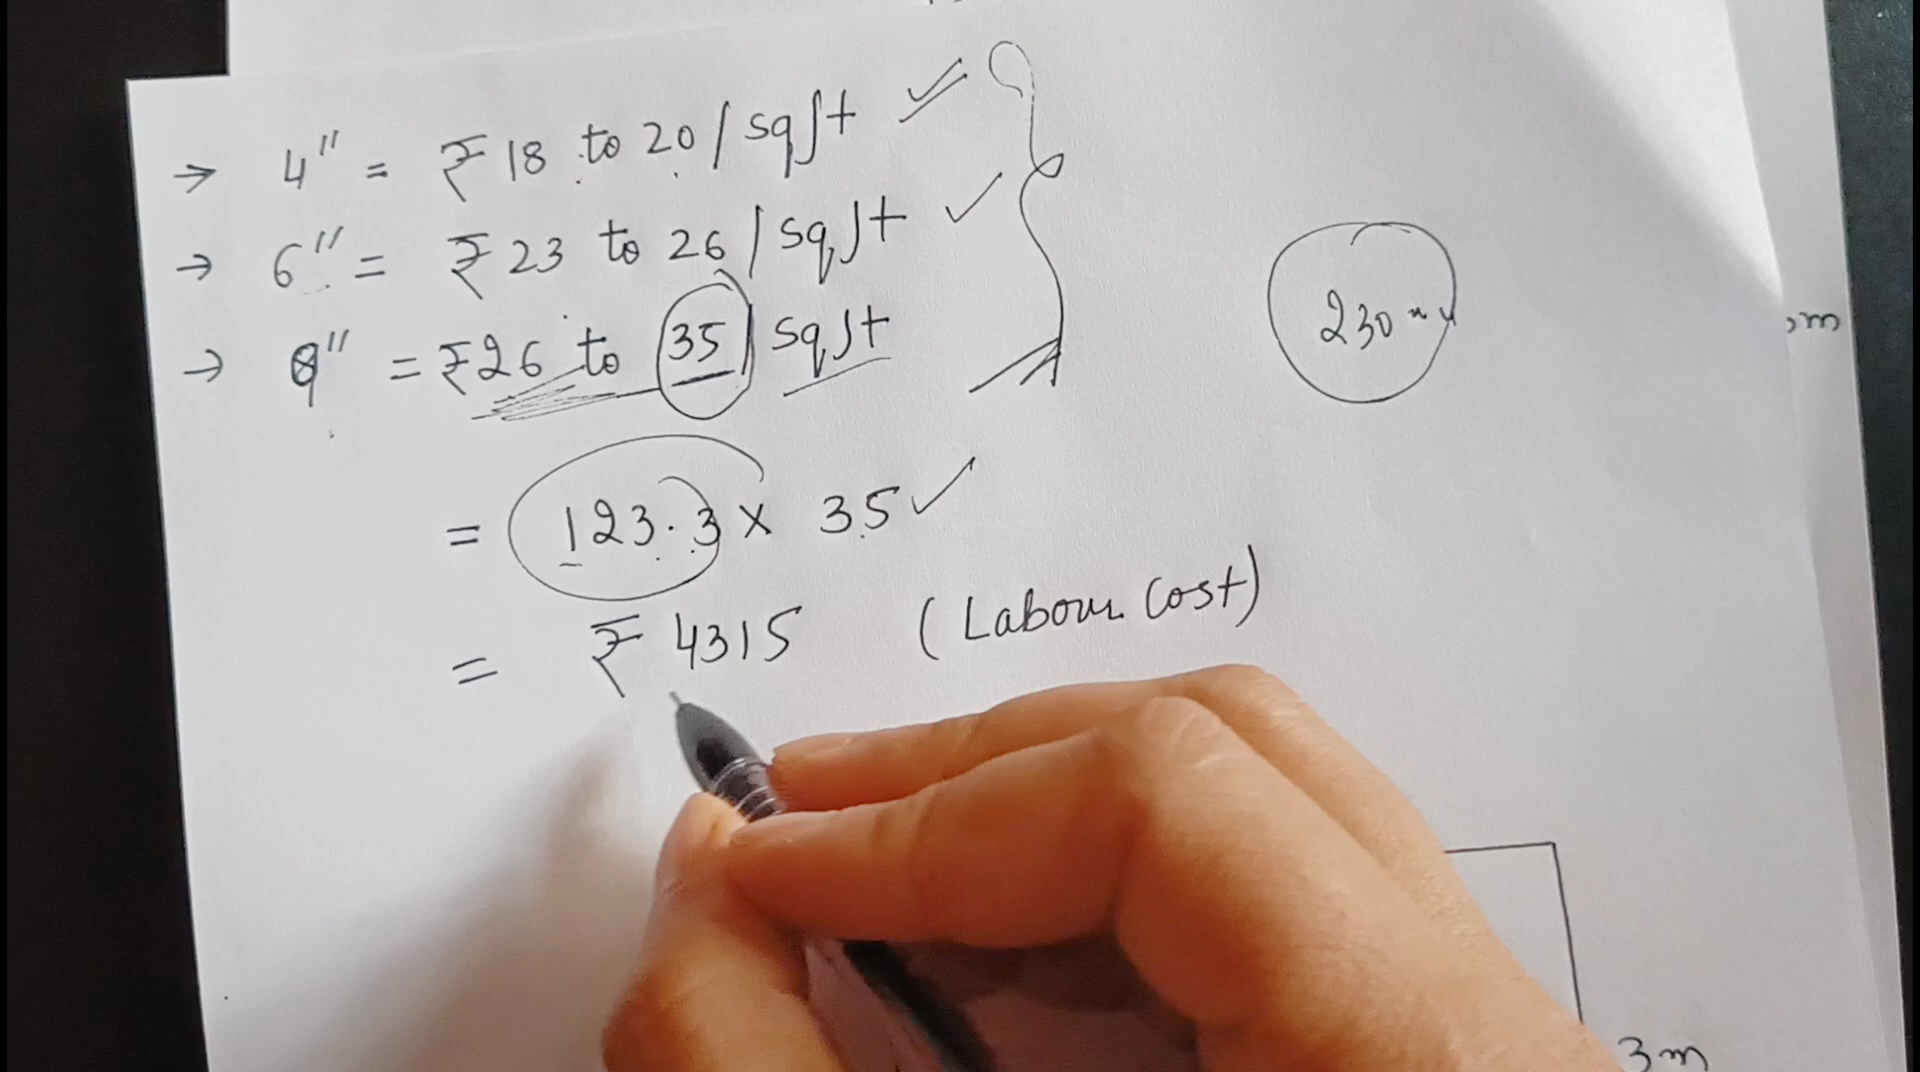 → 4" = ₹ 18 to 20 / sqft ✓
→ 6" = ₹ 23 to 26 / sqft ✓
→ 9" = ₹26 to 35 / sqft
230
= 123.3 x 35 ✓
= ₹ 4315 (Labour Cost)
3m